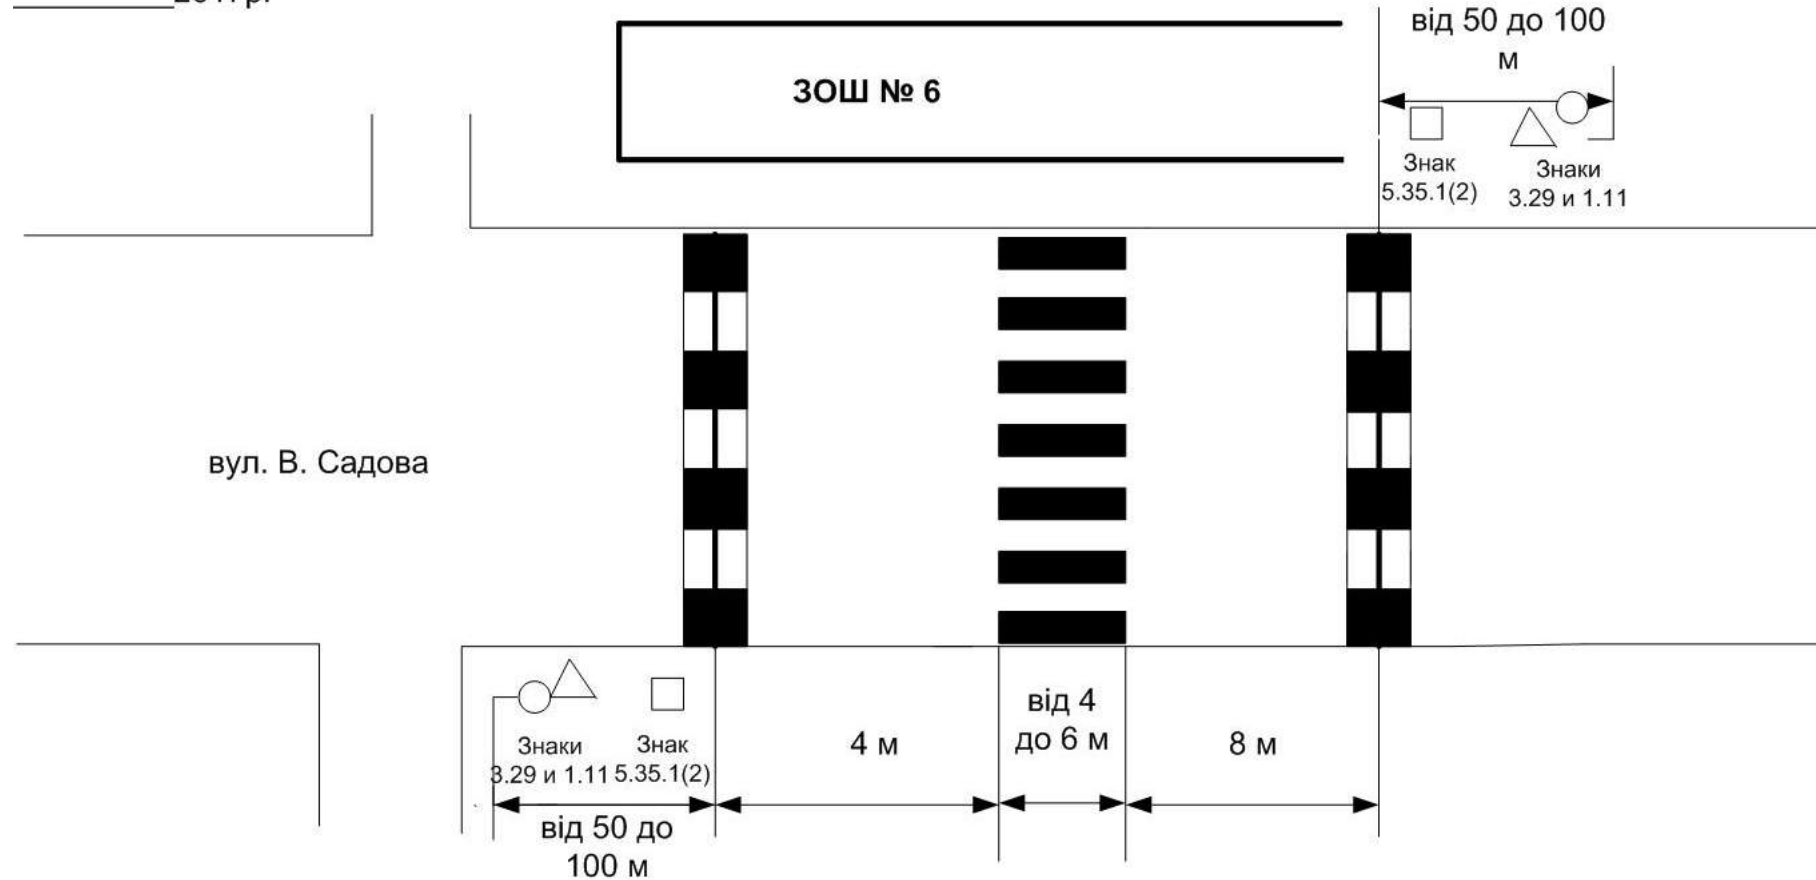 від 50 до 100
м
ЗОШ № 6
Знак
5.35.1(2)
Знаки
3.29 и 1.11
вул. В. Садова
Знаки
3.29 и 1.11
Знак
5.35.1(2)
від 50 до
100 м
4 м
від 4
до 6 м
8 м